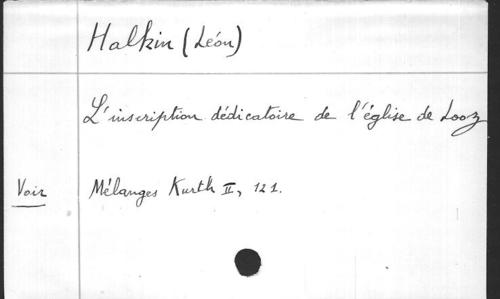 Halkin (Léon)
L'inscription dédicatoire de l'église de Looz
Voir Mélanges Kurth II, 121.